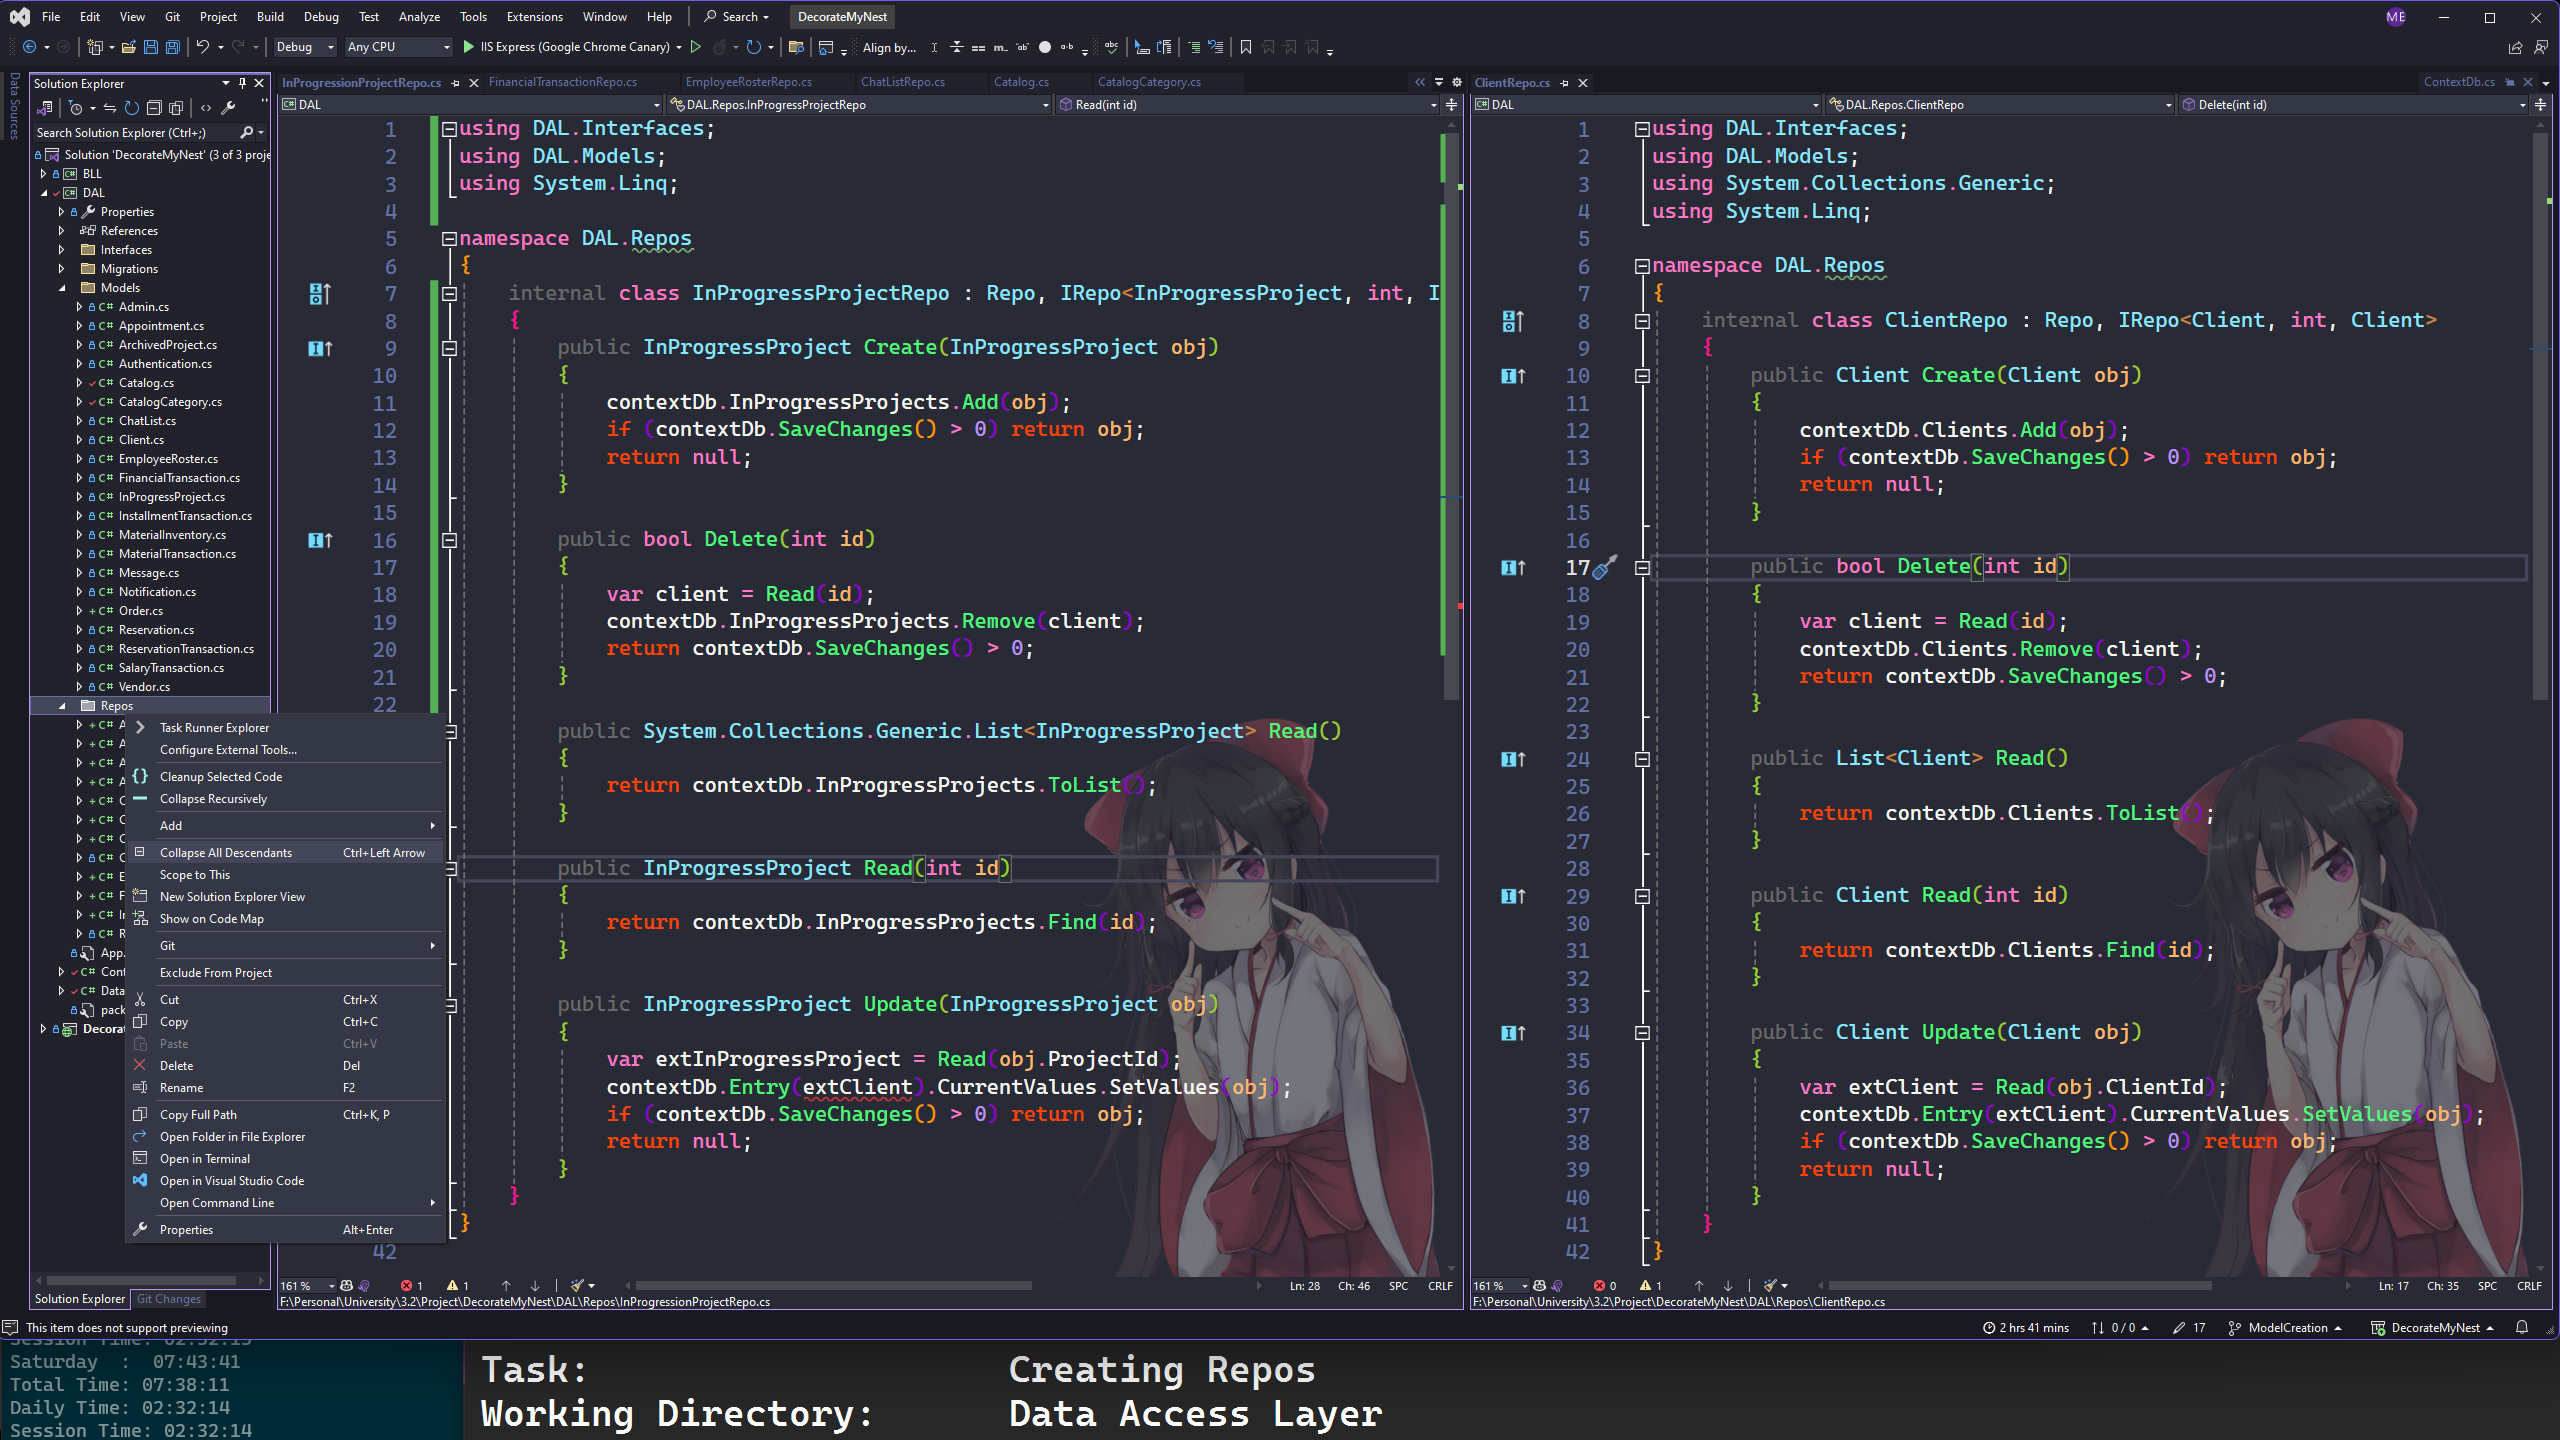 File Edit View Git Project Build Debug Test Analyze Tools Extensions Window Help Search DecorateMyNest ME
Debug Any CPU IIS Express (Google Chrome Canary) Align by...
Data Sources
Solution Explorer
Search Solution Explorer (Ctrl+;)
Solution 'DecorateMyNest' (3 of 3 proje
BLL
DAL
Properties
References
Interfaces
Migrations
Models
C# Admin.cs
C# Appointment.cs
C# ArchivedProject.cs
C# Authentication.cs
C# Catalog.cs
C# CatalogCategory.cs
C# ChatList.cs
C# Client.cs
C# EmployeeRoster.cs
C# FinancialTransaction.cs
C# InProgressProject.cs
C# InstallmentTransaction.cs
C# MaterialInventory.cs
C# MaterialTransaction.cs
C# Message.cs
C# Notification.cs
C# Order.cs
C# Reservation.cs
C# ReservationTransaction.cs
C# SalaryTransaction.cs
C# Vendor.cs
Repos
C# A
C# A
C# A
C# A
C# C
C# C
C# C
C# C
C# E
C# F
C# In
C# R
App.
C# Cont
C# Data
pack
Decorat
Task Runner Explorer
Configure External Tools...
Cleanup Selected Code
Collapse Recursively
Add
Collapse All Descendants Ctrl+Left Arrow
Scope to This
New Solution Explorer View
Show on Code Map
Git
Exclude From Project
Cut Ctrl+X
Copy Ctrl+C
Paste Ctrl+V
Delete Del
Rename F2
Copy Full Path Ctrl+K, P
Open Folder in File Explorer
Open in Terminal
Open in Visual Studio Code
Open Command Line
Properties Alt+Enter
Solution Explorer Git Changes
InProgressionProjectRepo.cs FinancialTransactionRepo.cs EmployeeRosterRepo.cs ChatListRepo.cs Catalog.cs CatalogCategory.cs
DAL DAL.Repos.InProgressProjectRepo Read(int id)
1 using DAL.Interfaces;
2 using DAL.Models;
3 using System.Linq;
4
5 namespace DAL.Repos
6 {
7 internal class InProgressProjectRepo : Repo, IRepo<InProgressProject, int, I
8 {
9 public InProgressProject Create(InProgressProject obj)
10 {
11 contextDb.InProgressProjects.Add(obj);
12 if (contextDb.SaveChanges() > 0) return obj;
13 return null;
14 }
15
16 public bool Delete(int id)
17 {
18 var client = Read(id);
19 contextDb.InProgressProjects.Remove(client);
20 return contextDb.SaveChanges() > 0;
21 }
22
public System.Collections.Generic.List<InProgressProject> Read()
{
return contextDb.InProgressProjects.ToList();
}
public InProgressProject Read(int id)
{
return contextDb.InProgressProjects.Find(id);
}
public InProgressProject Update(InProgressProject obj)
{
var extInProgressProject = Read(obj.ProjectId);
contextDb.Entry(extClient).CurrentValues.SetValues(obj);
if (contextDb.SaveChanges() > 0) return obj;
return null;
}
}
}
42
161 % 1 1 Ln: 28 Ch: 46 SPC CRLF
F:\Personal\University\3.2\Project\DecorateMyNest\DAL\Repos\InProgressionProjectRepo.cs
ClientRepo.cs ContextDb.cs
DAL DAL.Repos.ClientRepo Delete(int id)
1 using DAL.Interfaces;
2 using DAL.Models;
3 using System.Collections.Generic;
4 using System.Linq;
5
6 namespace DAL.Repos
7 {
8 internal class ClientRepo : Repo, IRepo<Client, int, Client>
9 {
10 public Client Create(Client obj)
11 {
12 contextDb.Clients.Add(obj);
13 if (contextDb.SaveChanges() > 0) return obj;
14 return null;
15 }
16
17 public bool Delete(int id)
18 {
19 var client = Read(id);
20 contextDb.Clients.Remove(client);
21 return contextDb.SaveChanges() > 0;
22 }
23
24 public List<Client> Read()
25 {
26 return contextDb.Clients.ToList();
27 }
28
29 public Client Read(int id)
30 {
31 return contextDb.Clients.Find(id);
32 }
33
34 public Client Update(Client obj)
35 {
36 var extClient = Read(obj.ClientId);
37 contextDb.Entry(extClient).CurrentValues.SetValues(obj);
38 if (contextDb.SaveChanges() > 0) return obj;
39 return null;
40 }
41 }
42 }
161 % 0 1 Ln: 17 Ch: 35 SPC CRLF
F:\Personal\University\3.2\Project\DecorateMyNest\DAL\Repos\ClientRepo.cs
This item does not support previewing 2 hrs 41 mins 0 / 0 17 ModelCreation DecorateMyNest
Session Time: 02:32:13
Saturday : 07:43:41
Total Time: 07:38:11
Daily Time: 02:32:14
Session Time: 02:32:14
Task: Creating Repos
Working Directory: Data Access Layer